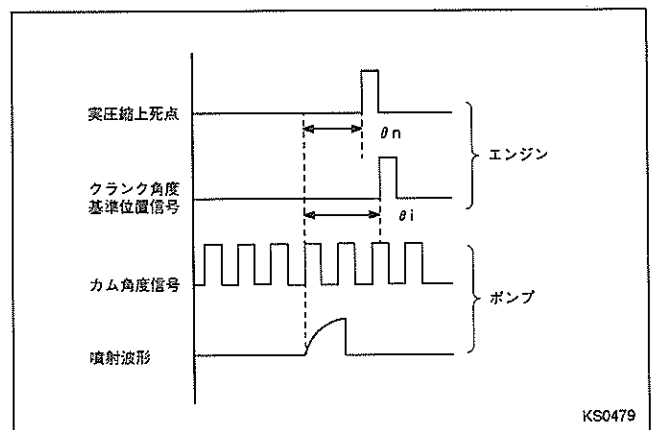 実圧縮上死点
θn
エンジン
クランク角度
基準位置信号
θi
カム角度信号
ポンプ
噴射波形
KS0479